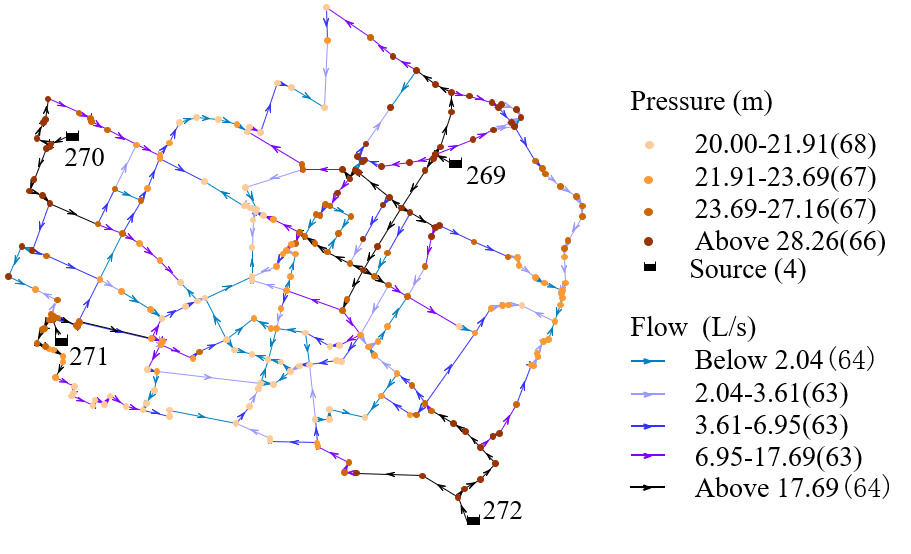 270
269
271
272
Pressure (m)
20.00-21.91(68)
21.91-23.69(67)
23.69-27.16(67)
Above 28.26(66)
Source (4)
Flow (L/s)
Below 2.04(64)
2.04-3.61(63)
3.61-6.95(63)
6.95-17.69(63)
Above 17.69(64)